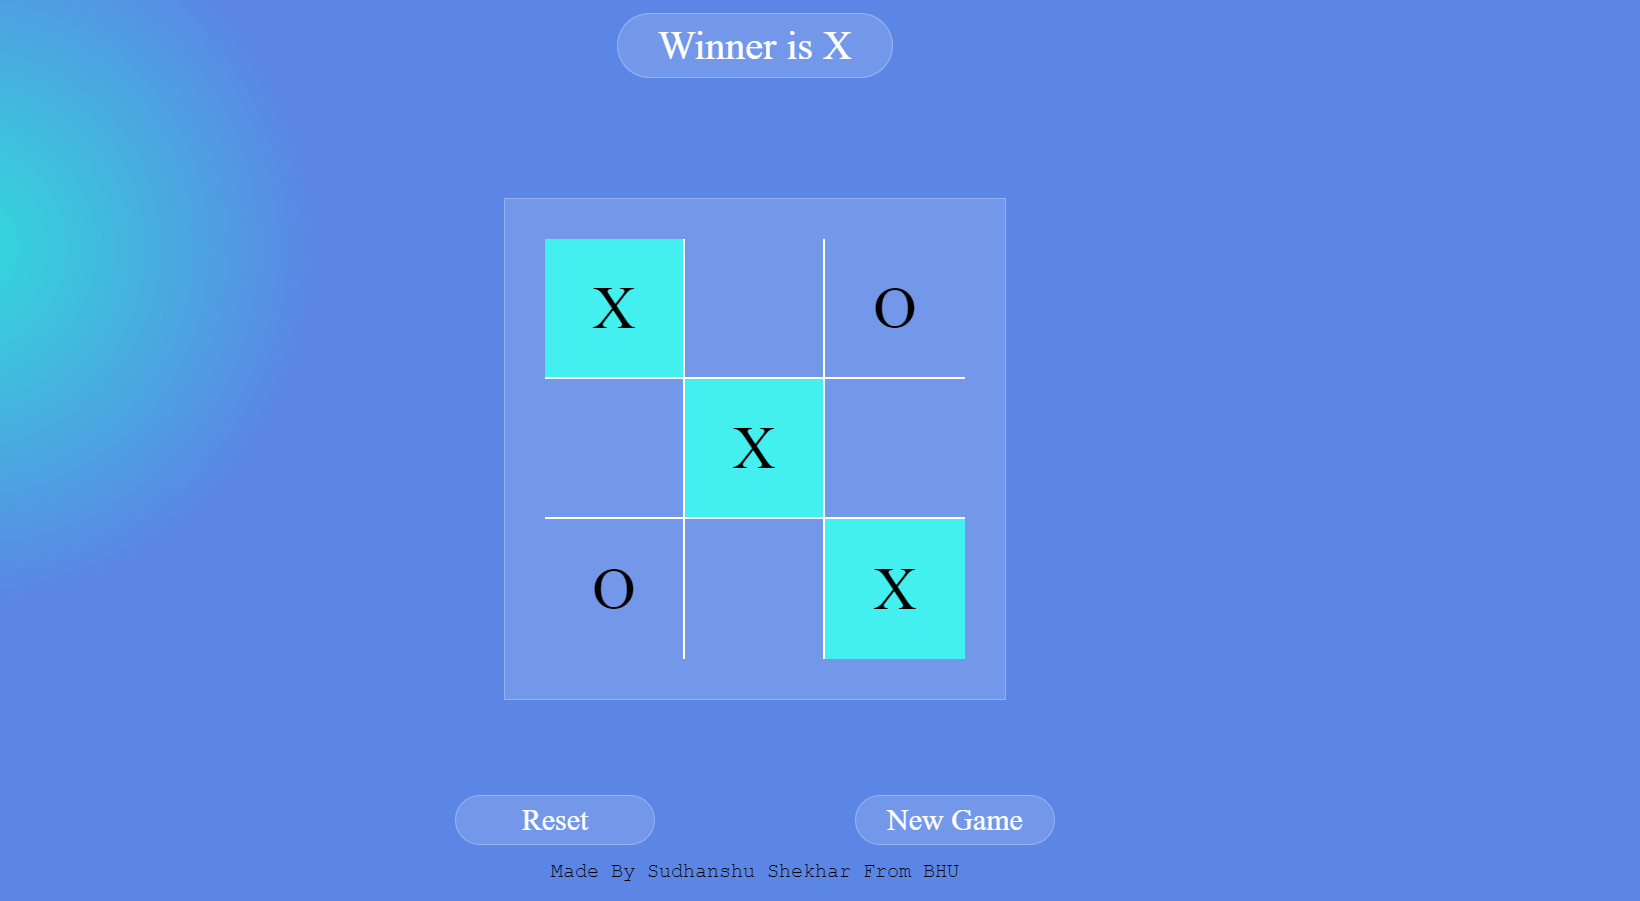 Winner is X
X O
X
O X
Reset New Game
Made By Sudhanshu Shekhar From BHU